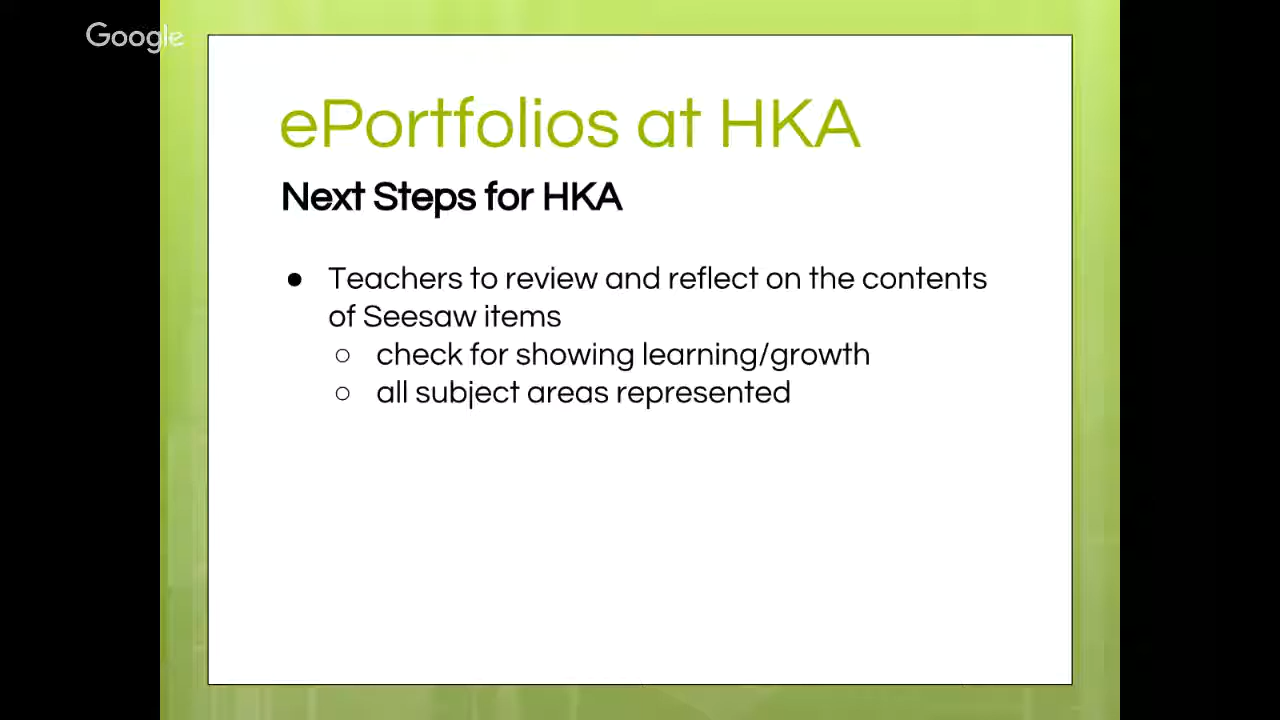 Google
ePortfolios at HKA
Next Steps for HKA
● Teachers to review and reflect on the contents
of Seesaw items
○ check for showing learning/growth
○ all subject areas represented